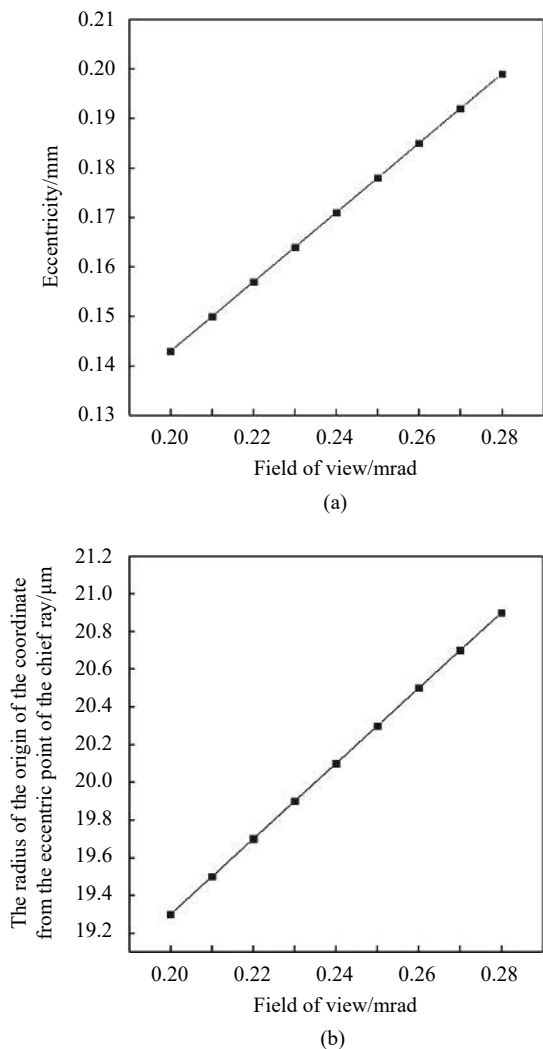 0.21
0.20
0.19
0.18
0.17
0.16
0.15
0.14
0.13
Eccentricity/mm
0.20 0.22 0.24 0.26 0.28
Field of view/mrad
(a)
The radius of the origin of the coordinate
from the eccentric point of the chief ray/μm
21.2
21.0
20.8
20.6
20.4
20.2
20.0
19.8
19.6
19.4
19.2
0.20 0.22 0.24 0.26 0.28
Field of view/mrad
(b)